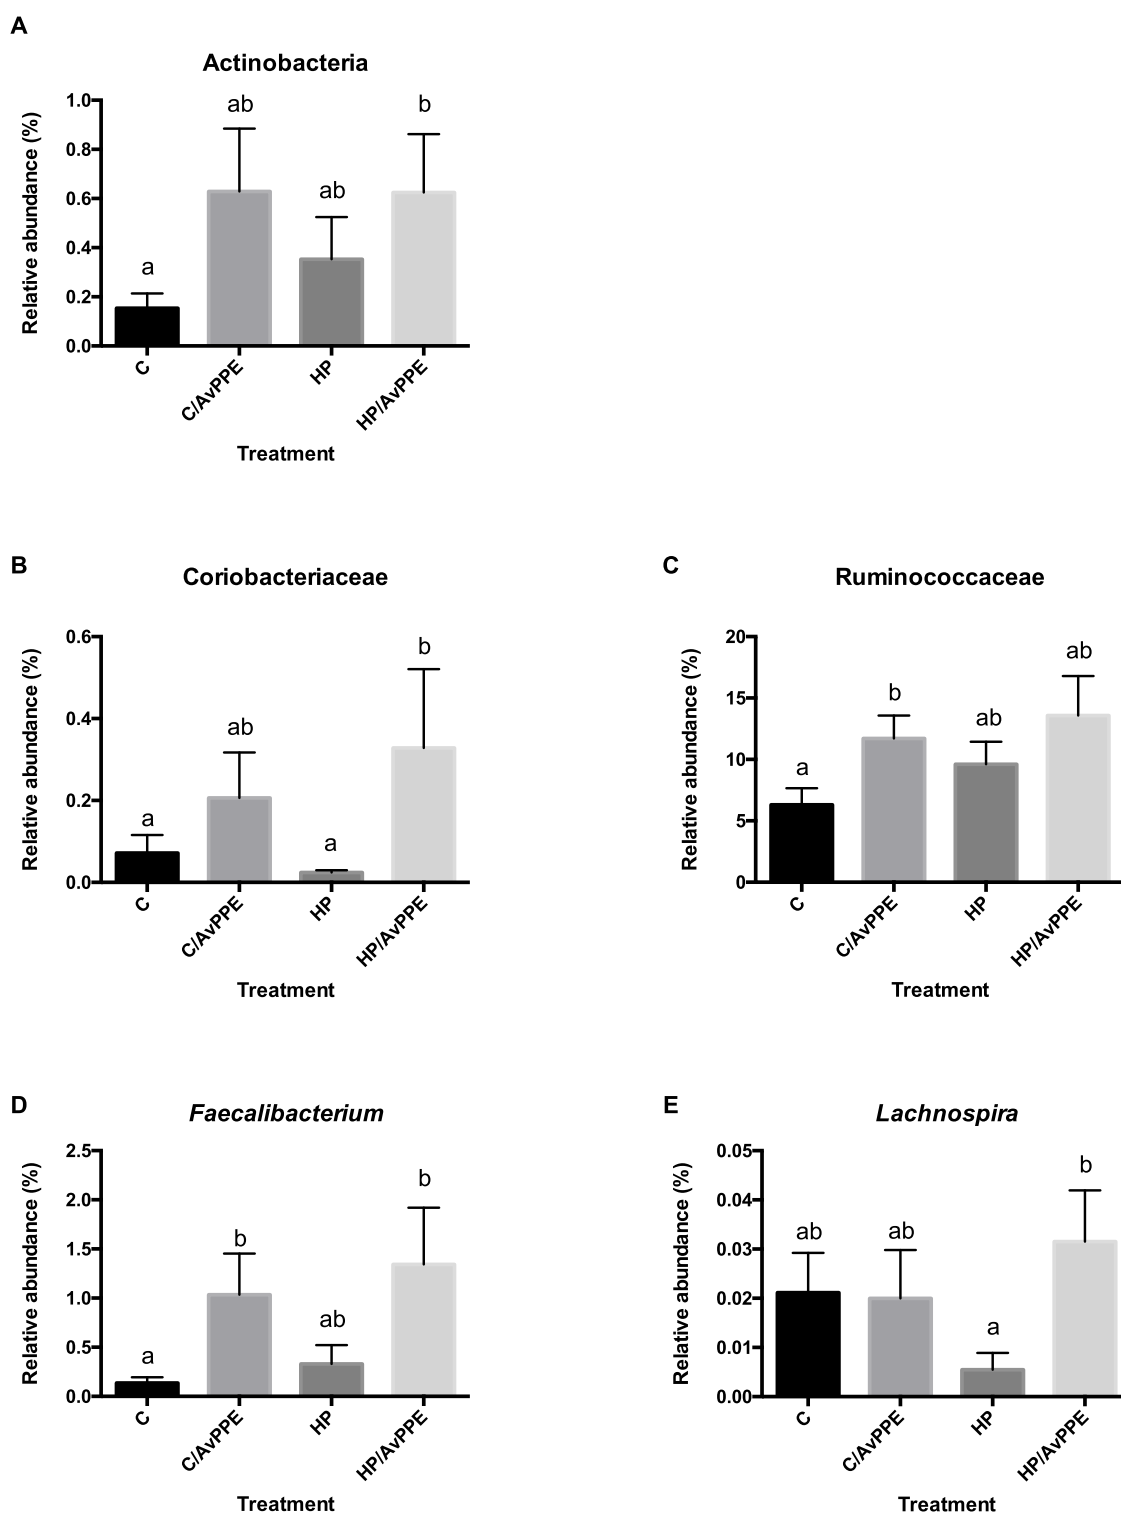 A
Actinobacteria
Relative abundance (%)
1.0
0.8
0.6
0.4
0.2
0.0
a
ab
ab
b
C
C/AvPPE
HP
HP/AvPPE
Treatment
B
Coriobacteriaceae
Relative abundance (%)
0.6
0.4
0.2
0.0
a
ab
a
b
C
C/AvPPE
HP
HP/AvPPE
Treatment
C
Ruminococcaceae
Relative abundance (%)
20
15
10
5
0
a
b
ab
ab
C
C/AvPPE
HP
HP/AvPPE
Treatment
D
Faecalibacterium
Relative abundance (%)
2.5
2.0
1.5
1.0
0.5
0.0
a
b
ab
b
C
C/AvPPE
HP
HP/AvPPE
Treatment
E
Lachnospira
Relative abundance (%)
0.05
0.04
0.03
0.02
0.01
0.00
ab
ab
a
b
C
C/AvPPE
HP
HP/AvPPE
Treatment